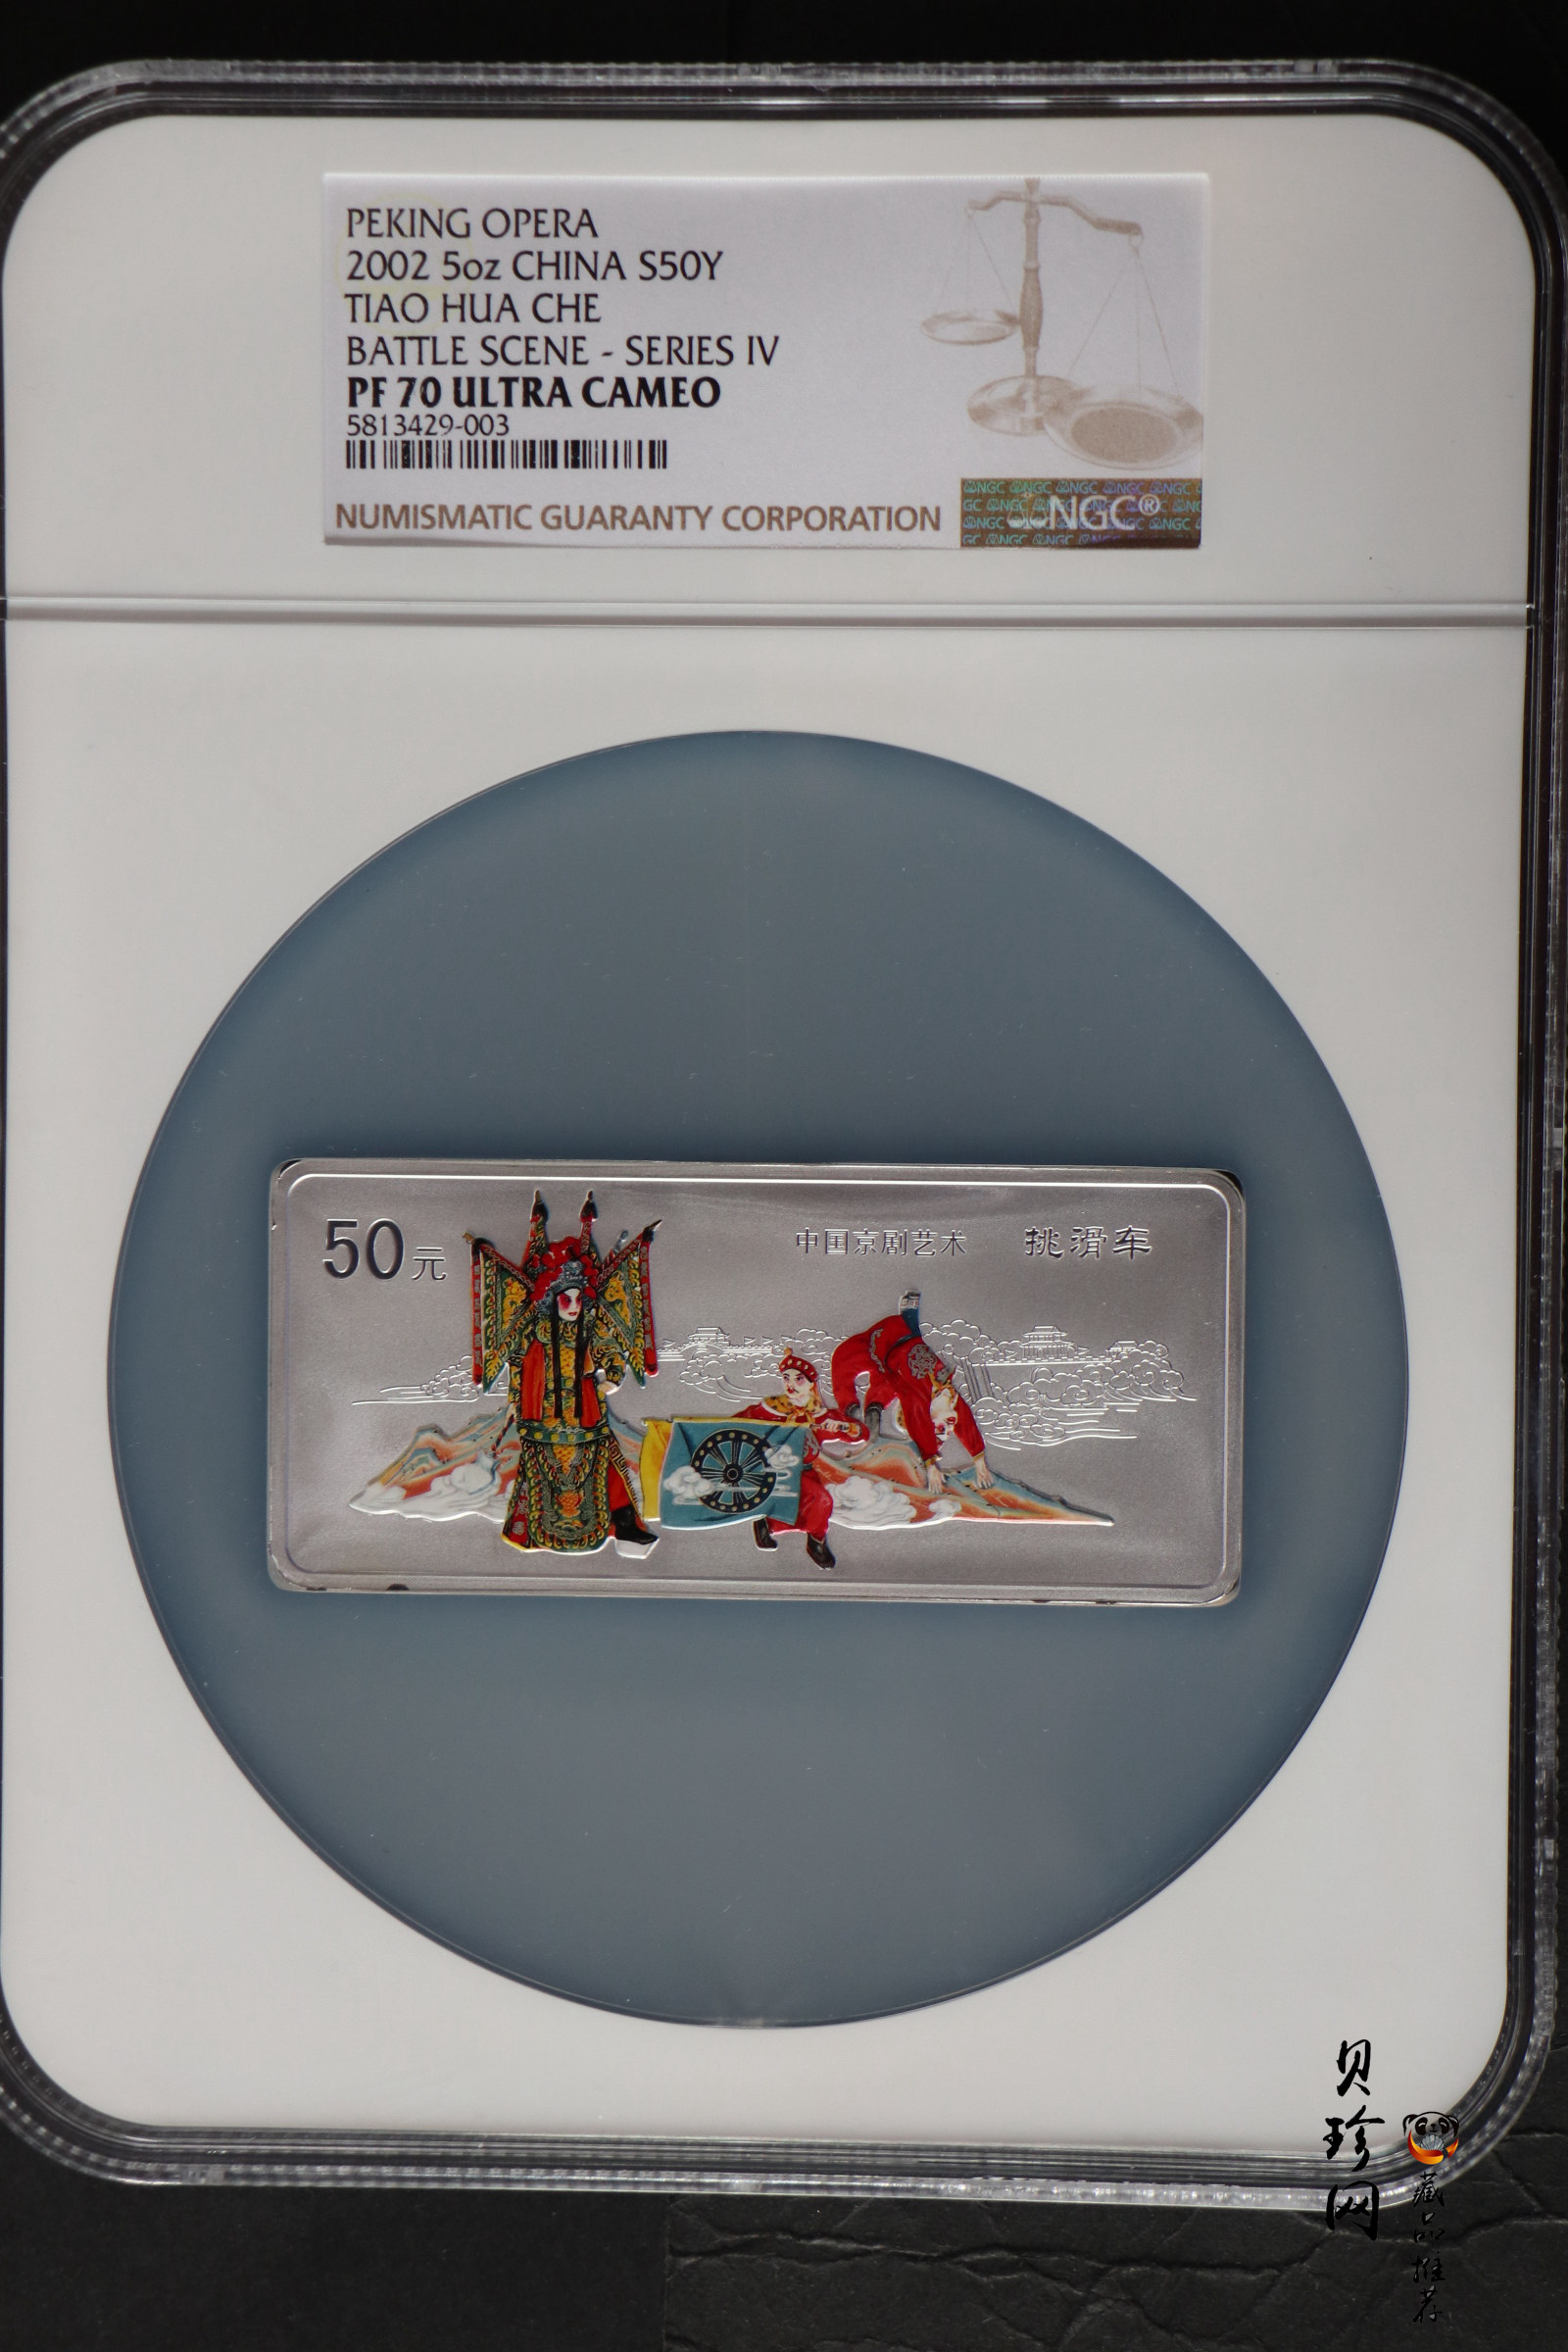 PEKING OPERA
2002 5oz CHINA S50Y
TIAO HUA CHE
BATTLE SCENE - SERIES IV
PF 70 ULTRA CAMEO
5813429-003
NUMISMATIC GUARANTY CORPORATION
NGC®
50元
中国京剧艺术 挑滑车
贝珍网
藏品推荐